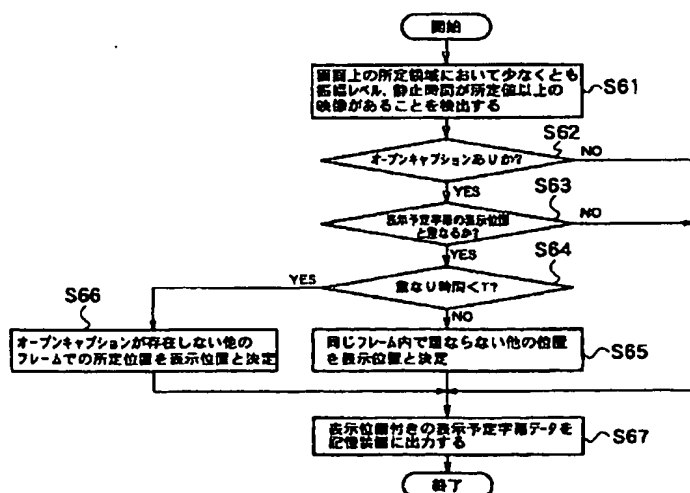 開始
画面上の所定領域において少なくとも
振幅レベル,静止時間が所定値以上の
映像があることを検出する
S61
S62
オープンキャプションありか?
NO
YES
S63
表示予定字幕の表示位置
と重なるか?
NO
YES
S64
重なり時間<T?
YES
NO
S66
オープンキャプションが存在しない他の
フレームでの所定位置を表示位置と決定
同じフレーム内で重ならない他の位置
を表示位置と決定
S65
表示位置付きの表示予定字幕データを
記憶装置に出力する
S67
終了